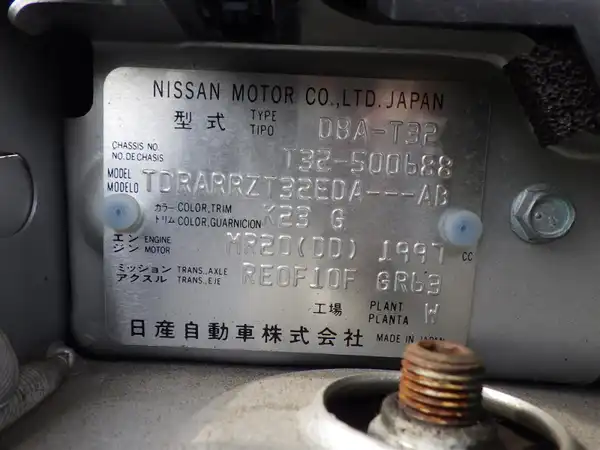 NISSAN MOTOR CO.,LTD. JAPAN
型式 TYPE TIPO DBA-T32
CHASSIS NO. NO.DE CHASIS T32-500688
MODEL MODELO TDRARRZT32EDA---AB
カラー COLOR,TRIM トリム COLOR,GUARNICION K23 G
エンジン ENGINE MOTOR MR20(DD) 1997 CC
ミッション TRANS.,AXLE アクスル TRANS.,EJE RE0F10F GR63
工場 PLANT PLANTA W
日産自動車株式会社 MADE IN JAPAN